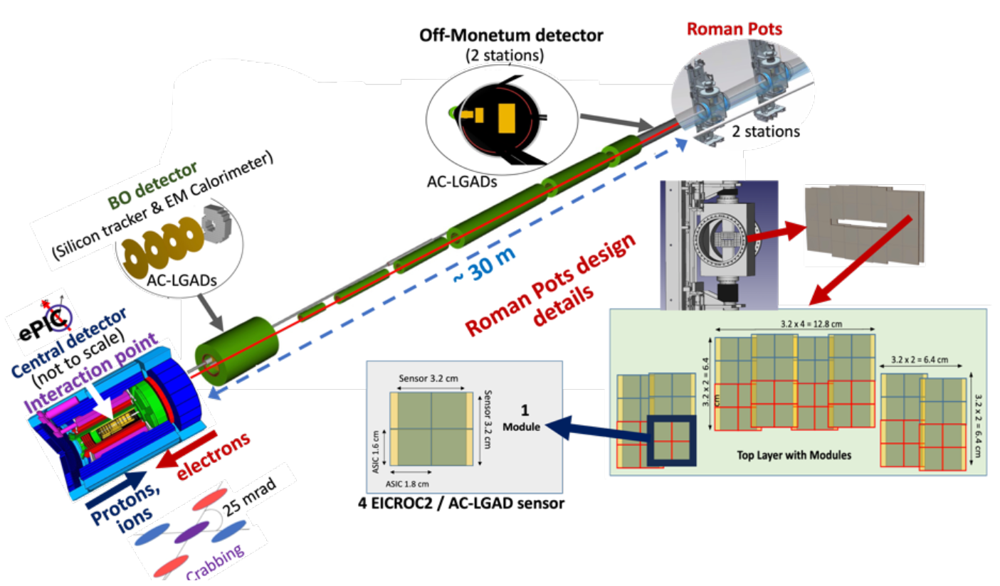 Off-Monetum detector
(2 stations)
AC-LGADs
Roman Pots
2 stations
BO detector
(Silicon tracker & EM Calorimeter)
AC-LGADs
~ 30 m
Roman Pots design
details
ePIC
Central detector
(not to scale)
Interaction point
electrons
Protons,
ions
25 mrad
Crabbing
Sensor 3.2 cm
Sensor 3.2 cm
ASIC 1.6 cm
ASIC 1.8 cm
1
Module
4 EICROC2 / AC-LGAD sensor
3.2 x 4 = 12.8 cm
3.2 x 2 = 6.4
cm
3.2 x 2 = 6.4 cm
3.2 x 2 = 6.4 cm
Top Layer with Modules